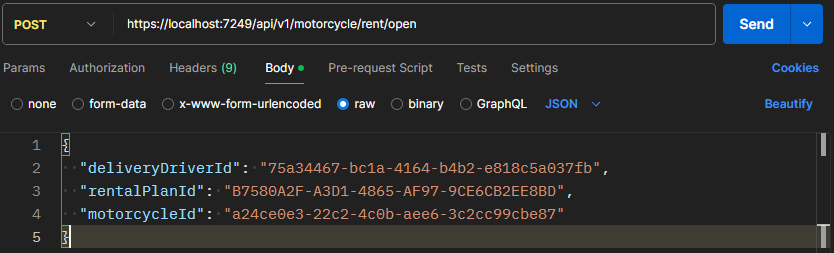 POST https://localhost:7249/api/v1/motorcycle/rent/open Send
Params Authorization Headers (9) Body Pre-request Script Tests Settings Cookies
none form-data x-www-form-urlencoded raw binary GraphQL JSON Beautify
1 {
2 "deliveryDriverId": "75a34467-bc1a-4164-b4b2-e818c5a037fb",
3 "rentalPlanId": "B7580A2F-A3D1-4865-AF97-9CE6CB2EE8BD",
4 "motorcycleId": "a24ce0e3-22c2-4c0b-aee6-3c2cc99cbe87"
5 }